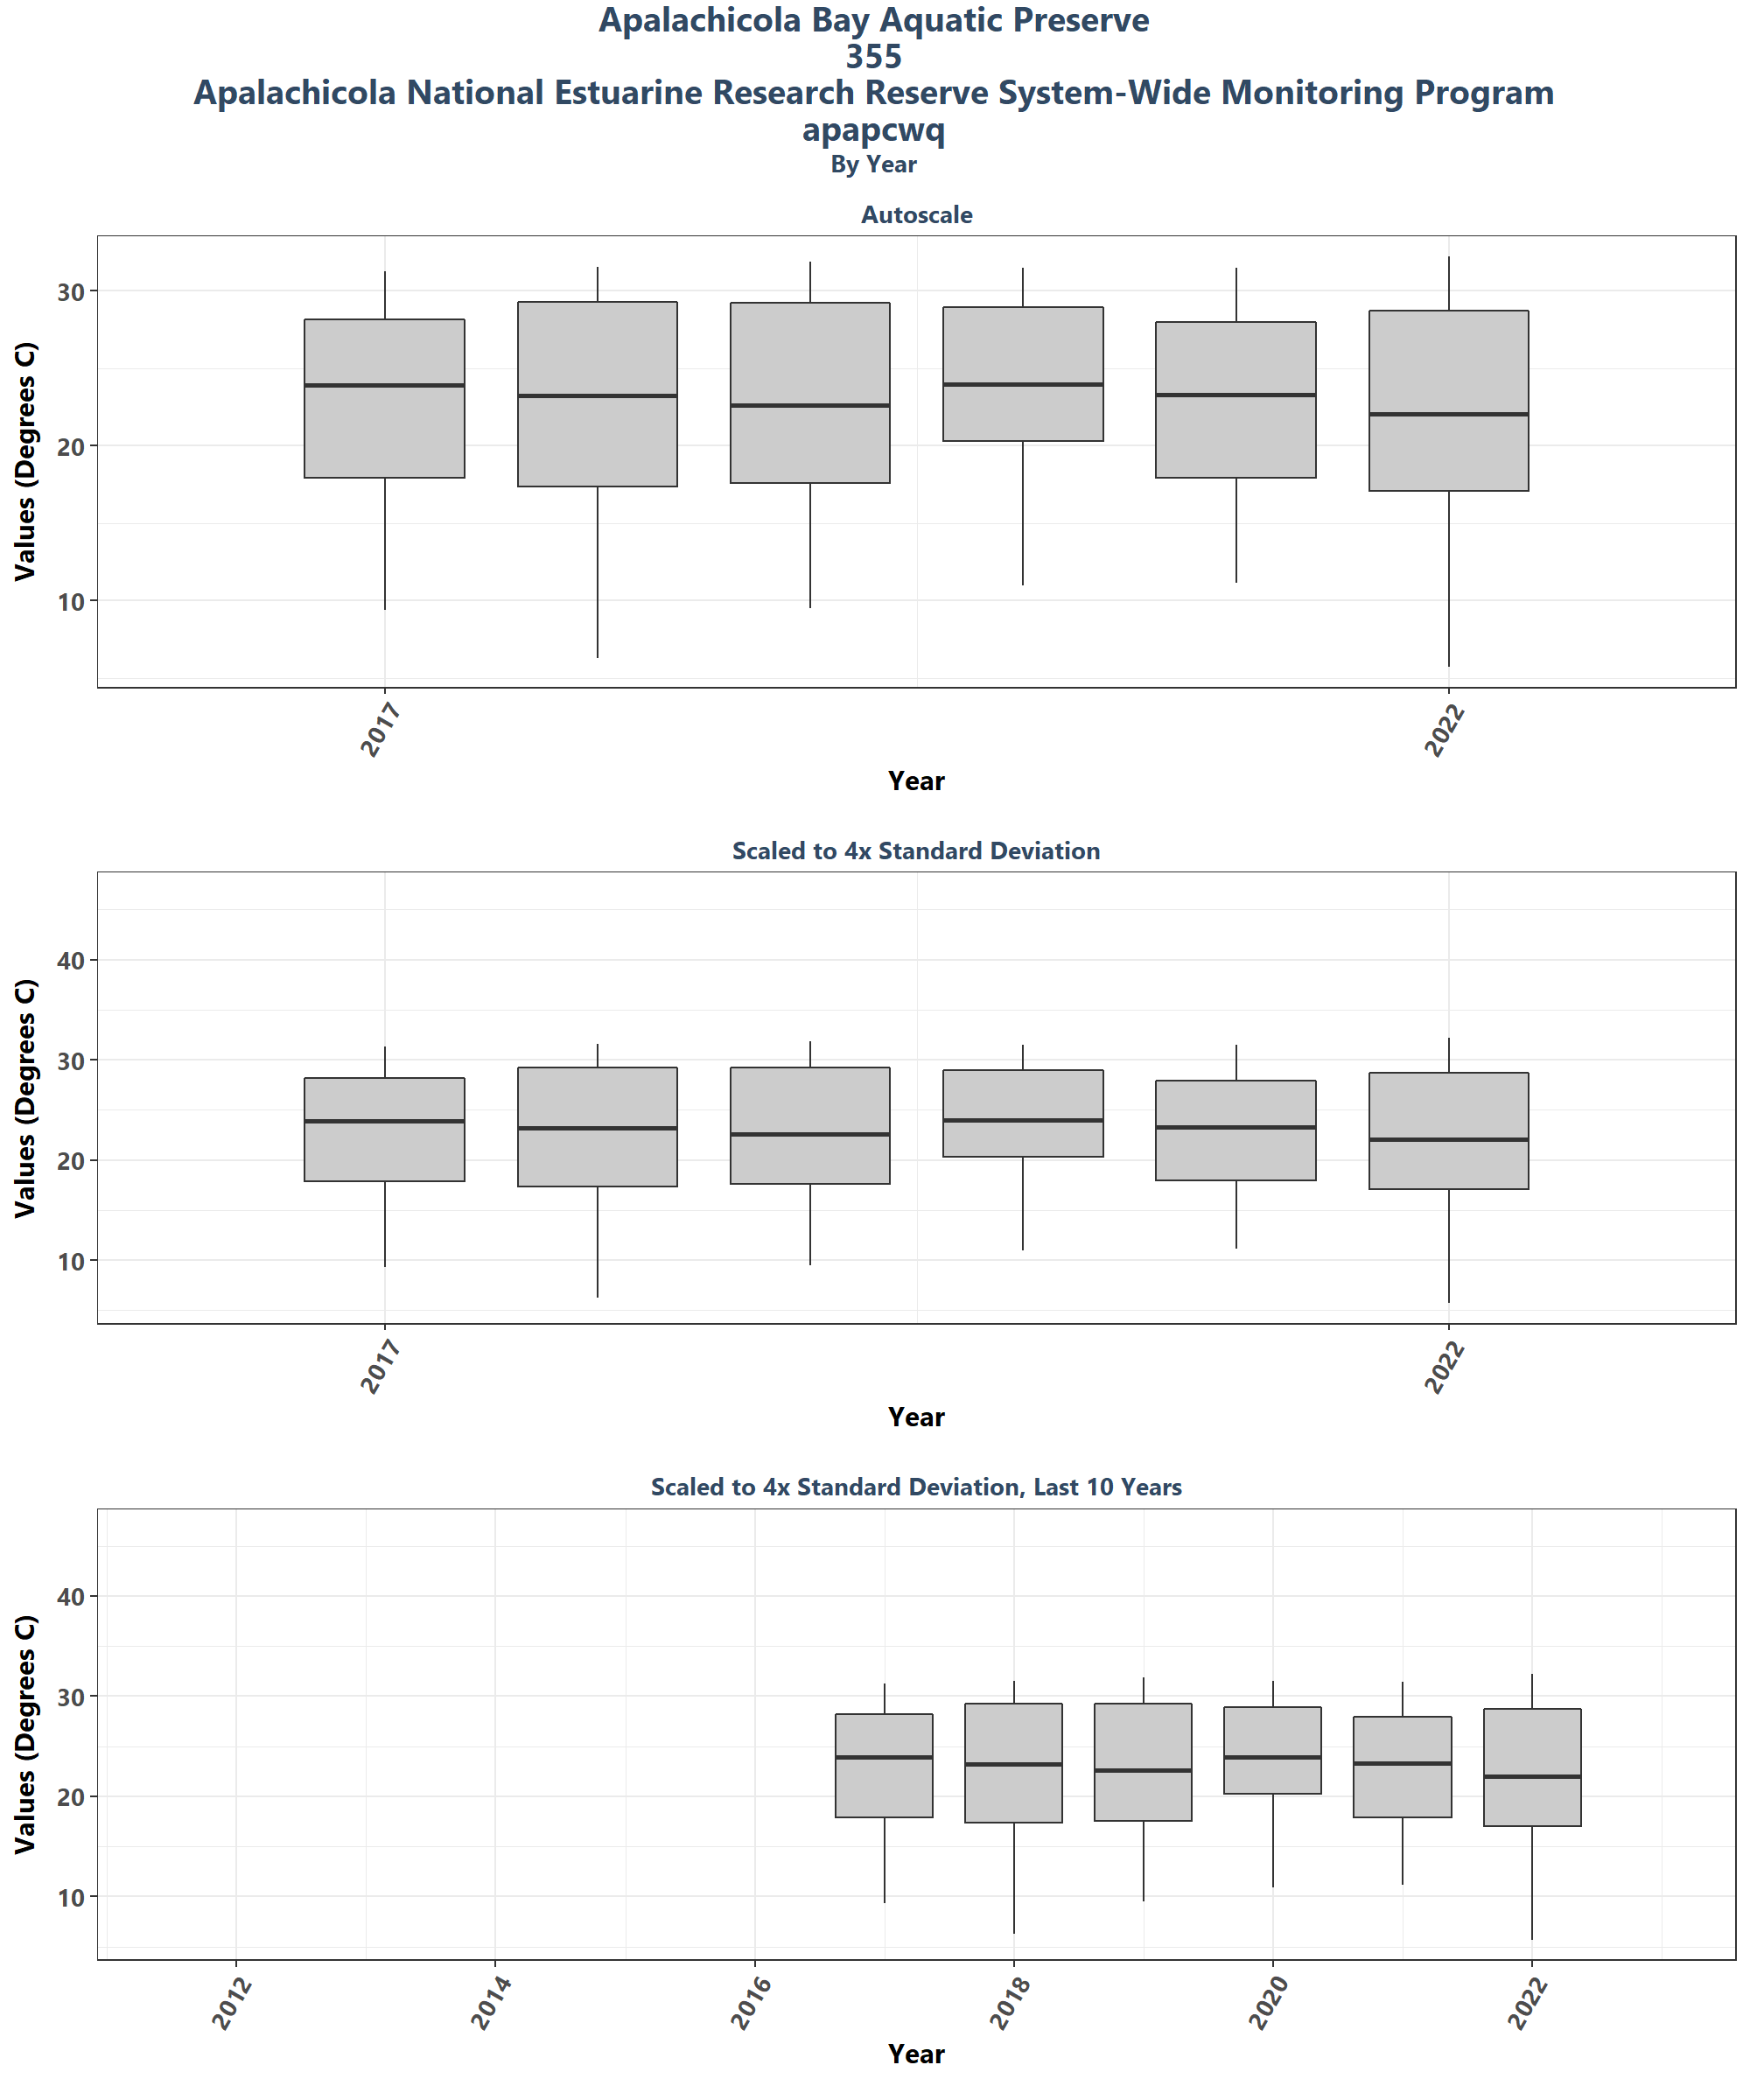 Apalachicola Bay Aquatic Preserve
355
Apalachicola National Estuarine Research Reserve System-Wide Monitoring Program
apapcwq
By Year
Autoscale
Values (Degrees C)
30
20
10
2017
2022
Year
Scaled to 4x Standard Deviation
Values (Degrees C)
40
30
20
10
2017
2022
Year
Scaled to 4x Standard Deviation, Last 10 Years
Values (Degrees C)
40
30
20
10
2012
2014
2016
2018
2020
2022
Year